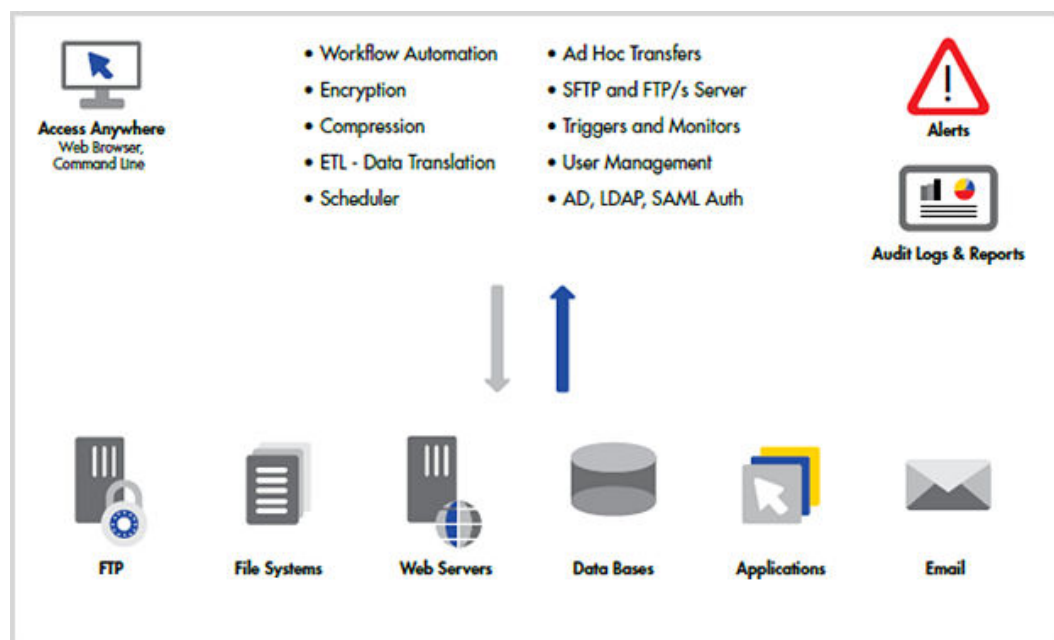 Access Anywhere
Web Browser,
Command Line
• Workflow Automation
• Encryption
• Compression
• ETL - Data Translation
• Scheduler
• Ad Hoc Transfers
• SFTP and FTP/s Server
• Triggers and Monitors
• User Management
• AD, LDAP, SAML Auth
Alerts
Audit Logs & Reports
FTP
File Systems
Web Servers
Data Bases
Applications
Email